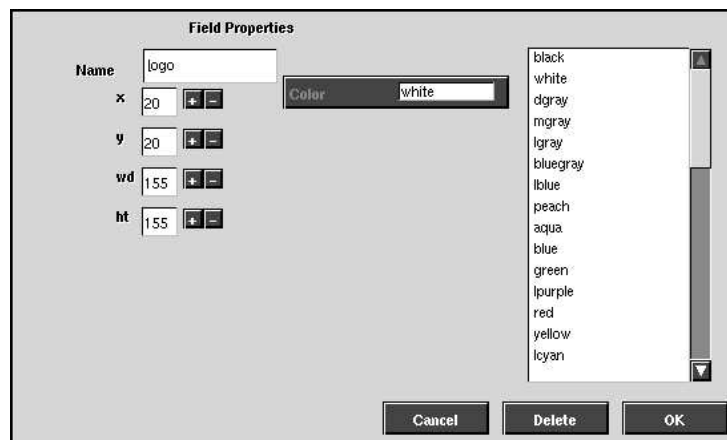 Field Properties
Name logo
x 20 + -
y 20 + -
wd 155 + -
ht 155 + -
Color white
black
white
dgray
mgray
lgray
bluegray
lblue
peach
aqua
blue
green
lpurple
red
yellow
lcyan
Cancel Delete OK